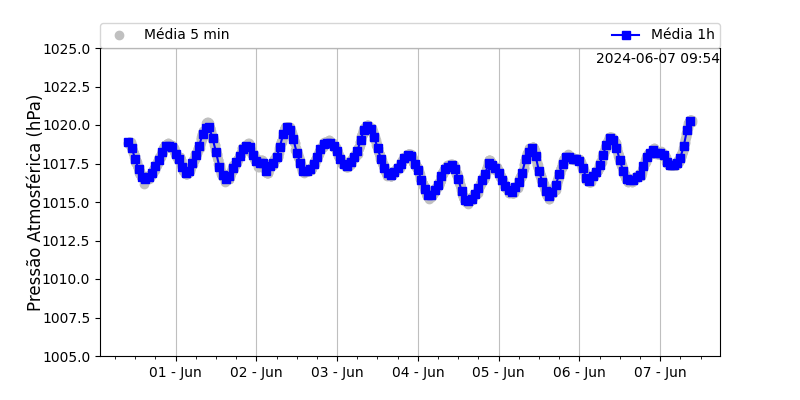 Média 5 min
Média 1h
2024-06-07 09:54
Pressão Atmosférica (hPa)
1025.0
1022.5
1020.0
1017.5
1015.0
1012.5
1010.0
1007.5
1005.0
01 - Jun
02 - Jun
03 - Jun
04 - Jun
05 - Jun
06 - Jun
07 - Jun